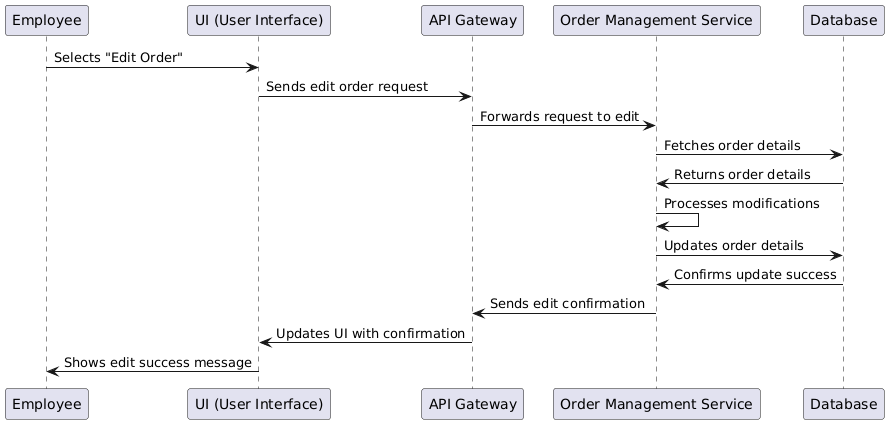 Employee
UI (User Interface)
API Gateway
Order Management Service
Database
Selects "Edit Order"
Sends edit order request
Forwards request to edit
Fetches order details
Returns order details
Processes modifications
Updates order details
Confirms update success
Sends edit confirmation
Updates UI with confirmation
Shows edit success message
Employee
UI (User Interface)
API Gateway
Order Management Service
Database